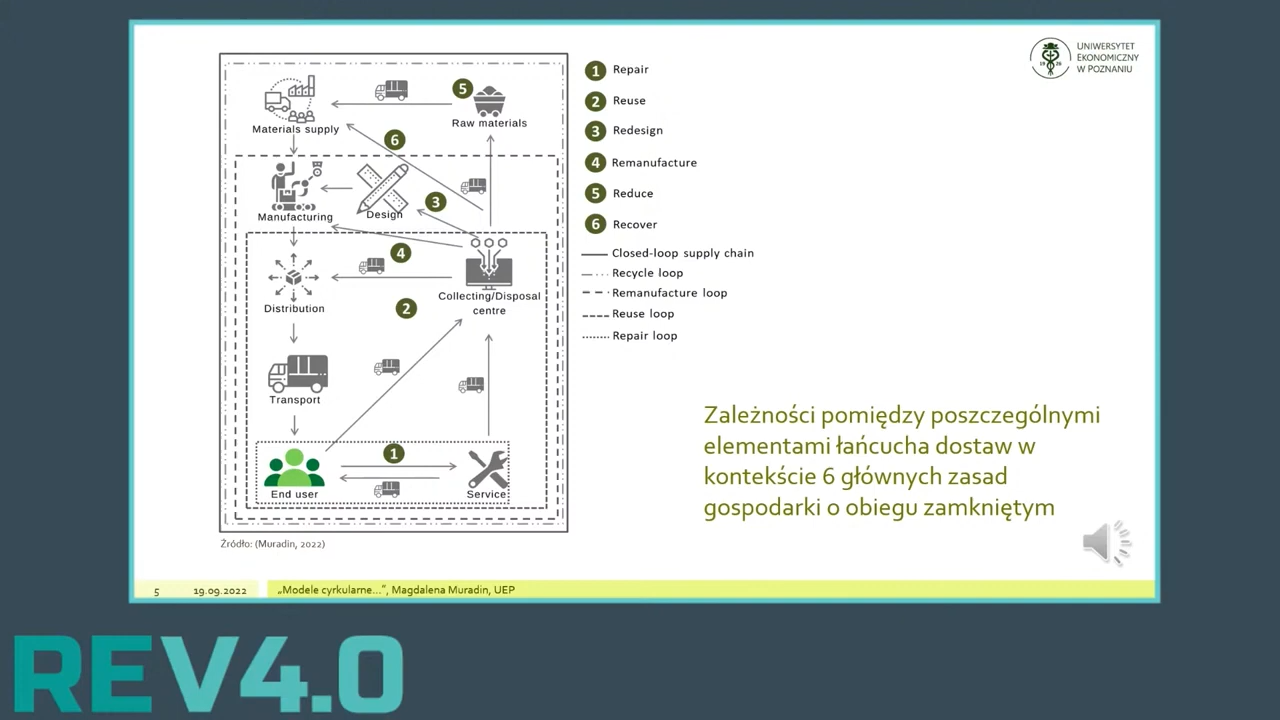 UNIWERSYTET
EKONOMICZNY
W POZNANIU
19 26
5
Materials supply
Raw materials
6
Manufacturing
Design
3
4
Distribution
Collecting/Disposal
centre
2
Transport
1
End user
Service
Źródło: (Muradin, 2022)
1 Repair
2 Reuse
3 Redesign
4 Remanufacture
5 Reduce
6 Recover
Closed-loop supply chain
Recycle loop
Remanufacture loop
Reuse loop
Repair loop
Zależności pomiędzy poszczególnymi
elementami łańcucha dostaw w
kontekście 6 głównych zasad
gospodarki o obiegu zamkniętym
5 19.09.2022 „Modele cyrkularne...", Magdalena Muradin, UEP
REV4.0